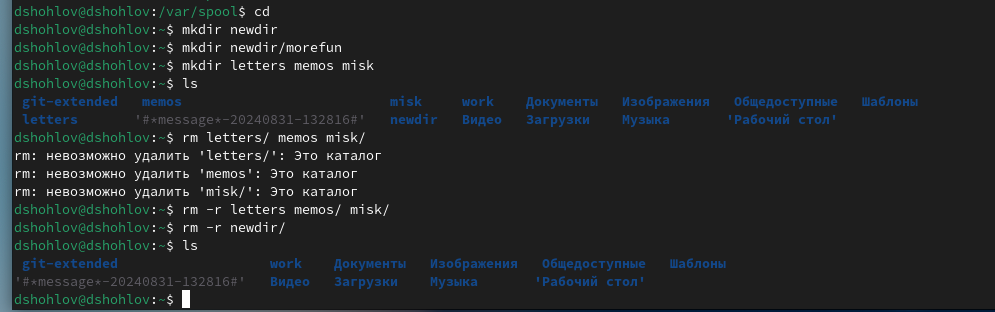 dshohlov@dshohlov:/var/spool$ cd
dshohlov@dshohlov:~$ mkdir newdir
dshohlov@dshohlov:~$ mkdir newdir/morefun
dshohlov@dshohlov:~$ mkdir letters memos misk
dshohlov@dshohlov:~$ ls
git-extended memos misk work Документы Изображения Общедоступные Шаблоны
letters '#*message*-20240831-132816#' newdir Видео Загрузки Музыка 'Рабочий стол'
dshohlov@dshohlov:~$ rm letters/ memos misk/
rm: невозможно удалить 'letters/': Это каталог
rm: невозможно удалить 'memos': Это каталог
rm: невозможно удалить 'misk/': Это каталог
dshohlov@dshohlov:~$ rm -r letters memos/ misk/
dshohlov@dshohlov:~$ rm -r newdir/
dshohlov@dshohlov:~$ ls
git-extended work Документы Изображения Общедоступные Шаблоны
'#*message*-20240831-132816#' Видео Загрузки Музыка 'Рабочий стол'
dshohlov@dshohlov:~$